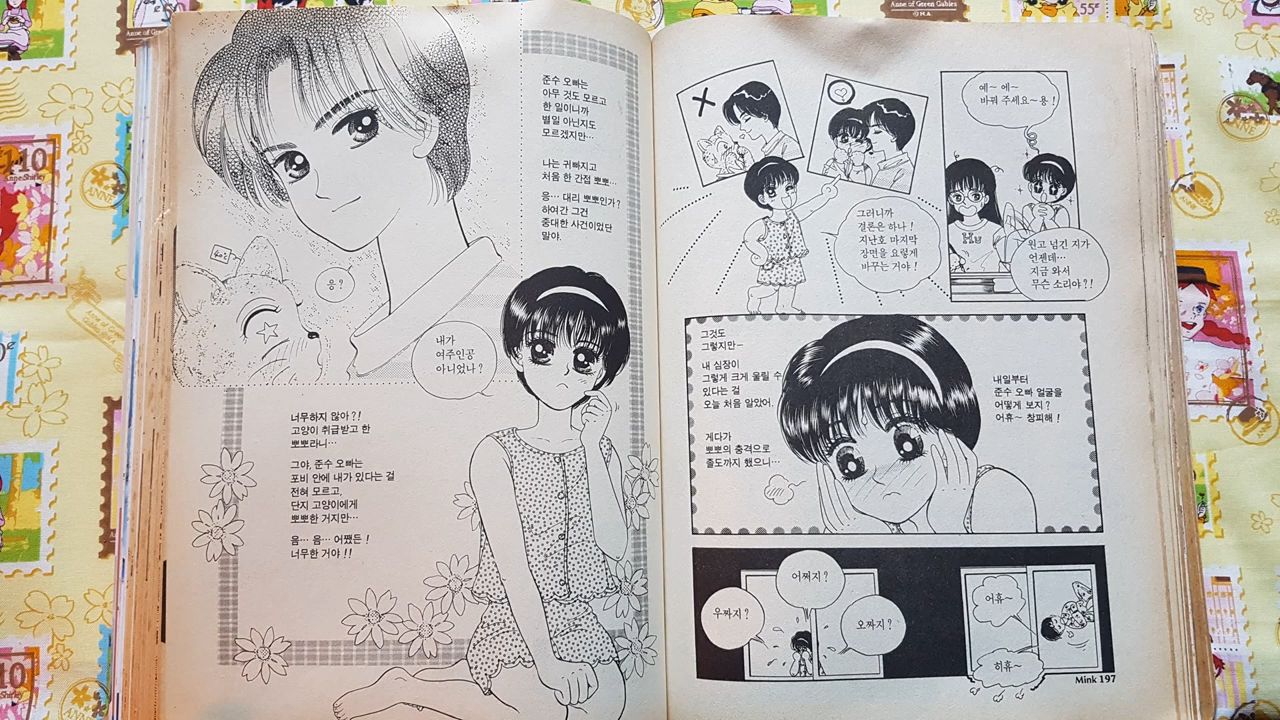 준수 오빠는
아무 것도 모르고
한 일이니까
별일 아닌지도
모르겠지만…
나는 귀빠지고
처음 한 간접 뽀뽀…
응… 대리 뽀뽀인가?
하여간 그건
중대한 사건이었단
말야.
응?
내가
여주인공
아니었나?
너무하지 않아?!
고양이 취급받고 한
뽀뽀라니…
그야, 준수 오빠는
포비 안에 내가 있다는 걸
전혀 모르고,
단지 고양이에게
뽀뽀한 거지만…
음… 음… 어쨌든!
너무한 거야!!
그러니까
결론은 하나!
지난호 마지막
장면을 요렇게
바꾸는 거야!
예~ 에~
바꿔 주세요~용!
원고 넘긴 지가
언젠데…
지금 와서
무슨 소리야?!
그것도
그렇지만—
내 심장이
그렇게 크게 울릴 수
있다는 걸
오늘 처음 알았어.
게다가
뽀뽀의 충격으로
졸도까지 했으니…
내일부터
준수 오빠 얼굴을
어떻게 보지?
어휴~ 창피해!
어쩌지?
우짜지?
오짜지?
어휴~
히휴~
Mink 197
Anne of Green Gables
Anne of Green Gables
55
110
AnneShirley
ANNE
ANNE
ANNE
110